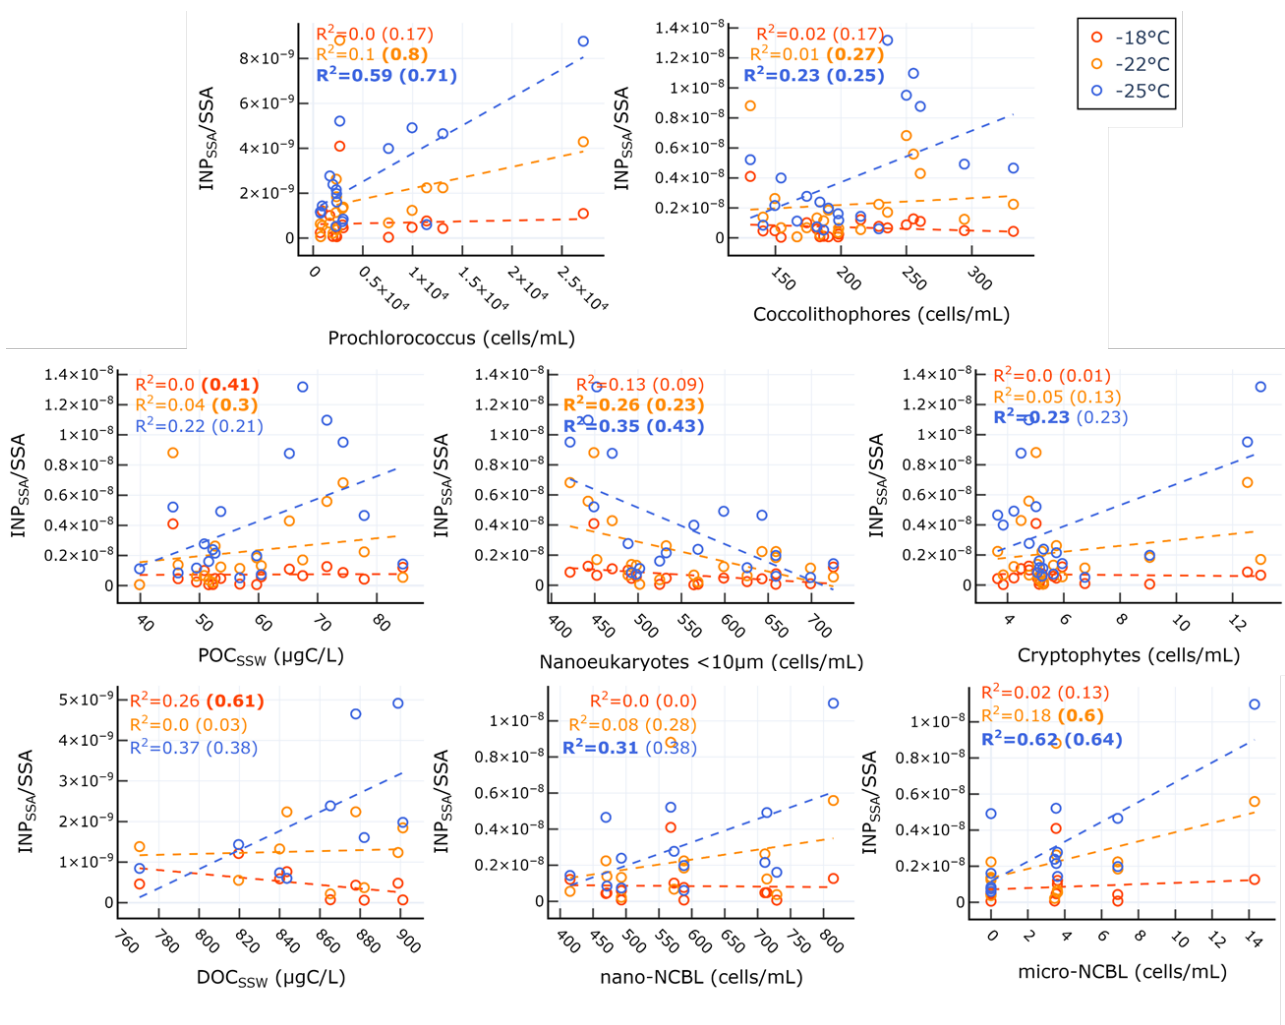 R²=0.0 (0.17)
R²=0.1 (0.8)
R²=0.59 (0.71)
8×10⁻⁹
6×10⁻⁹
4×10⁻⁹
2×10⁻⁹
0
INP_SSA/SSA
0
0.5×10⁴
1×10⁴
1.5×10⁴
2×10⁴
2.5×10⁴
Prochlorococcus (cells/mL)
R²=0.02 (0.17)
R²=0.01 (0.27)
R²=0.23 (0.25)
1.4×10⁻⁸
1.2×10⁻⁸
1×10⁻⁸
0.8×10⁻⁸
0.6×10⁻⁸
0.4×10⁻⁸
0.2×10⁻⁸
0
INP_SSA/SSA
150
200
250
300
Coccolithophores (cells/mL)
-18°C
-22°C
-25°C
R²=0.0 (0.41)
R²=0.04 (0.3)
R²=0.22 (0.21)
1.4×10⁻⁸
1.2×10⁻⁸
1×10⁻⁸
0.8×10⁻⁸
0.6×10⁻⁸
0.4×10⁻⁸
0.2×10⁻⁸
0
INP_SSA/SSA
40
50
60
70
80
POC_SSW (µgC/L)
R²=0.13 (0.09)
R²=0.26 (0.23)
R²=0.35 (0.43)
1.4×10⁻⁸
1.2×10⁻⁸
1×10⁻⁸
0.8×10⁻⁸
0.6×10⁻⁸
0.4×10⁻⁸
0.2×10⁻⁸
0
INP_SSA/SSA
400
450
500
550
600
650
700
Nanoeukaryotes <10µm (cells/mL)
R²=0.0 (0.01)
R²=0.05 (0.13)
R²=0.23 (0.23)
1.4×10⁻⁸
1.2×10⁻⁸
1×10⁻⁸
0.8×10⁻⁸
0.6×10⁻⁸
0.4×10⁻⁸
0.2×10⁻⁸
0
INP_SSA/SSA
4
6
8
10
12
Cryptophytes (cells/mL)
R²=0.26 (0.61)
R²=0.0 (0.03)
R²=0.37 (0.38)
5×10⁻⁹
4×10⁻⁹
3×10⁻⁹
2×10⁻⁹
1×10⁻⁹
0
INP_SSA/SSA
760
780
800
820
840
860
880
900
DOC_SSW (µgC/L)
R²=0.0 (0.0)
R²=0.08 (0.28)
R²=0.31 (0.38)
1×10⁻⁸
0.8×10⁻⁸
0.6×10⁻⁸
0.4×10⁻⁸
0.2×10⁻⁸
0
INP_SSA/SSA
400
450
500
550
600
650
700
750
800
nano-NCBL (cells/mL)
R²=0.02 (0.13)
R²=0.18 (0.6)
R²=0.62 (0.64)
1×10⁻⁸
0.8×10⁻⁸
0.6×10⁻⁸
0.4×10⁻⁸
0.2×10⁻⁸
0
INP_SSA/SSA
0
2
4
6
8
10
12
14
micro-NCBL (cells/mL)